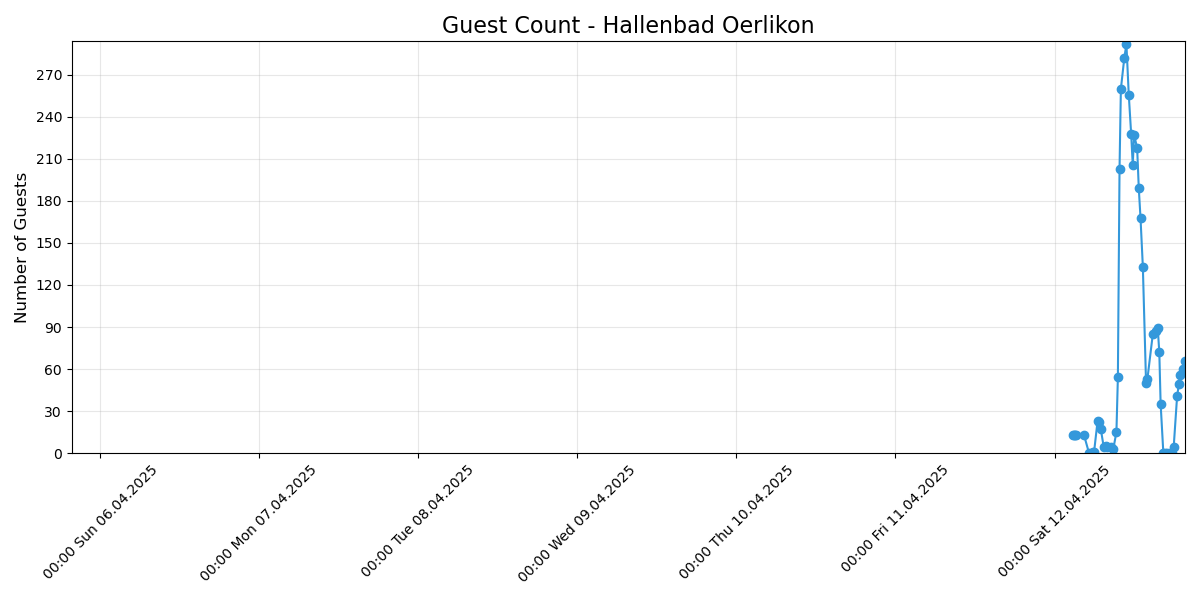 Guest Count - Hallenbad Oerlikon
Number of Guests
270
240
210
180
150
120
90
60
30
0
00:00 Sun 06.04.2025
00:00 Mon 07.04.2025
00:00 Tue 08.04.2025
00:00 Wed 09.04.2025
00:00 Thu 10.04.2025
00:00 Fri 11.04.2025
00:00 Sat 12.04.2025